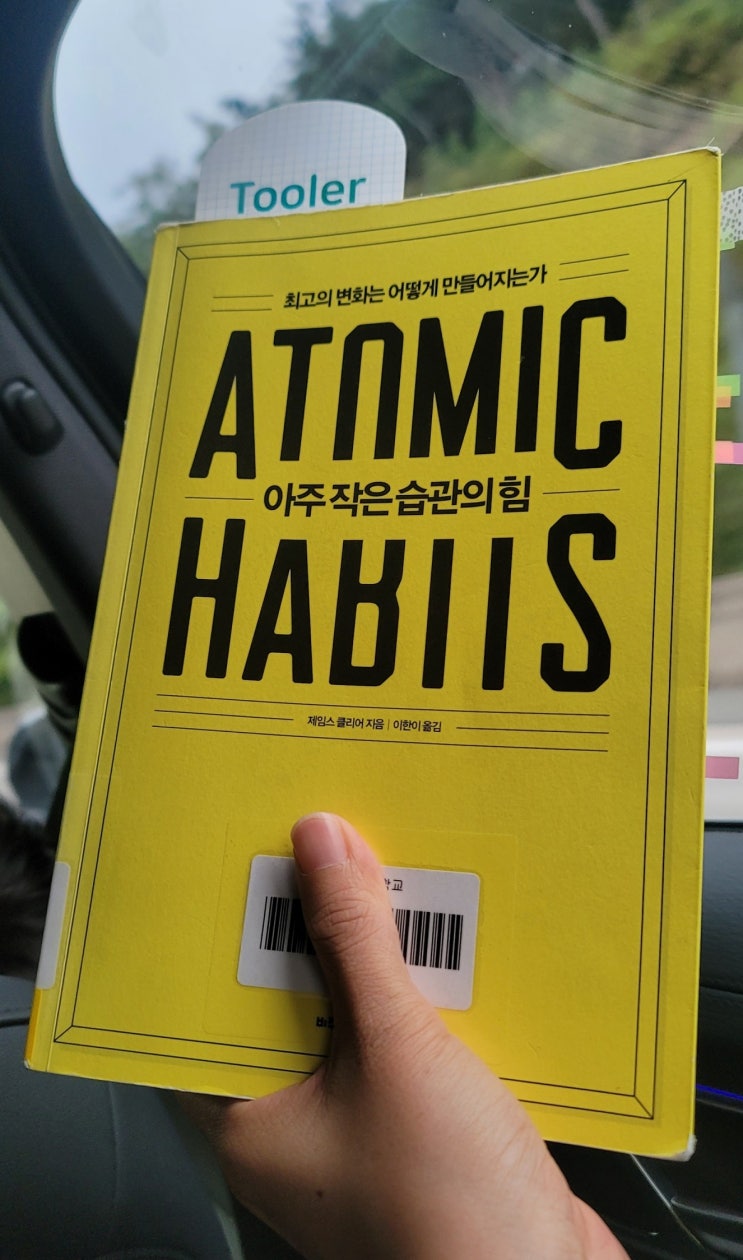 Tooler
최고의 변화는 어떻게 만들어지는가
ATOMIC
아주 작은 습관의 힘
HABITS
제임스 클리어 지음 | 이한이 옮김
학교